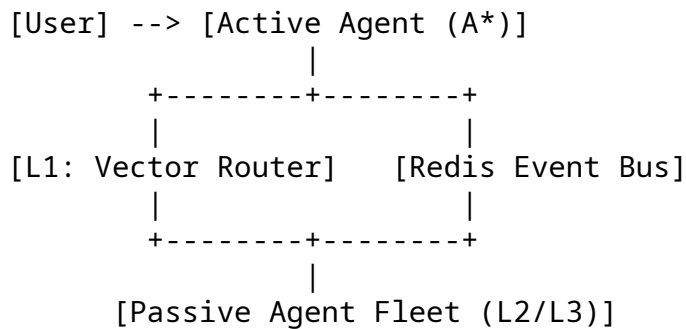 [User] --> [Active Agent (A*)]
[L1: Vector Router] [Redis Event Bus]
[Passive Agent Fleet (L2/L3)]